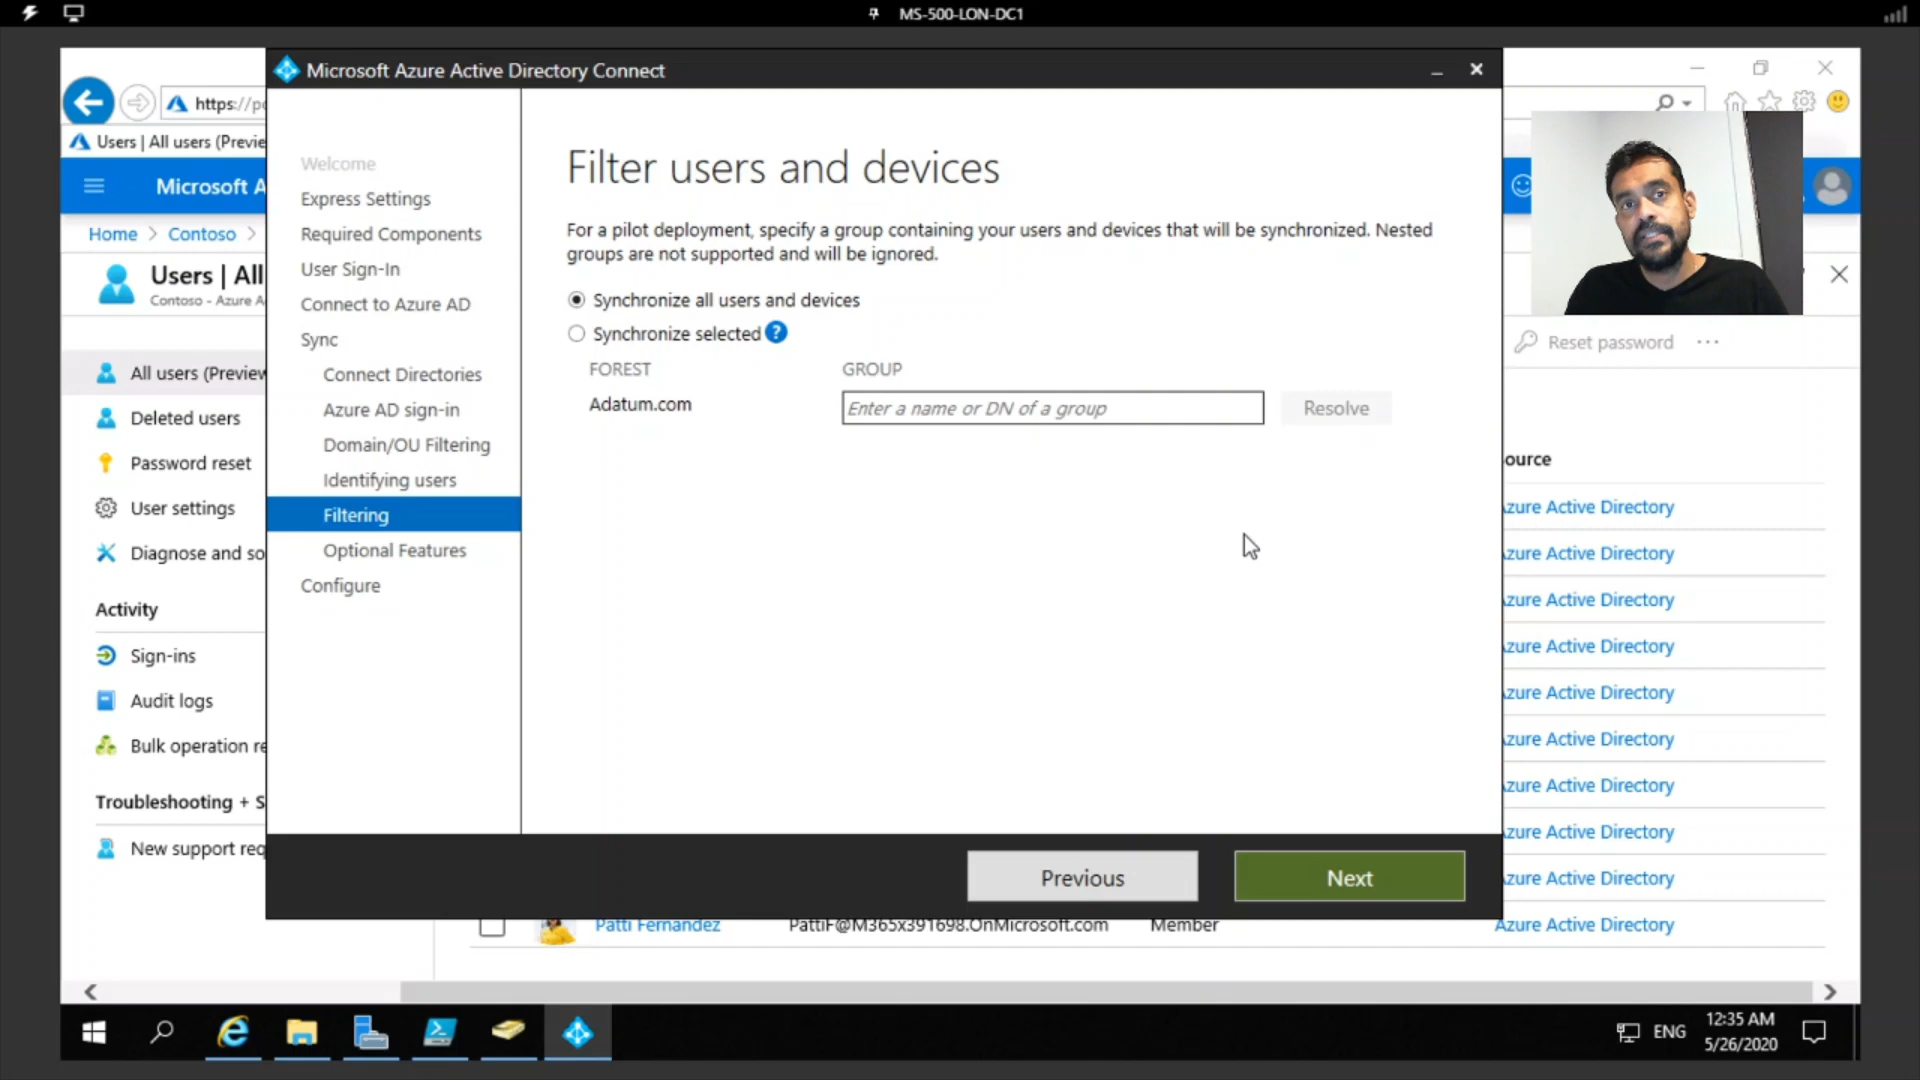 MS-500-LON-DC1
Microsoft Azure Active Directory Connect
https://po
Users | All users (Previe
Microsoft A
Home > Contoso >
Users | All
Contoso - Azure A
All users (Preview
Deleted users
Password reset
User settings
Diagnose and so
Activity
Sign-ins
Audit logs
Bulk operation re
Troubleshooting + S
New support req
Welcome
Express Settings
Required Components
User Sign-In
Connect to Azure AD
Sync
Connect Directories
Azure AD sign-in
Domain/OU Filtering
Identifying users
Filtering
Optional Features
Configure
Filter users and devices
For a pilot deployment, specify a group containing your users and devices that will be synchronized. Nested
groups are not supported and will be ignored.
Synchronize all users and devices
Synchronize selected ?
FOREST GROUP
Adatum.com Enter a name or DN of a group Resolve
Previous Next
Reset password ...
ource
zure Active Directory
zure Active Directory
zure Active Directory
zure Active Directory
zure Active Directory
zure Active Directory
zure Active Directory
zure Active Directory
zure Active Directory
Patti Fernandez PattiF@M365x391698.OnMicrosoft.com Member Azure Active Directory
ENG
12:35 AM
5/26/2020